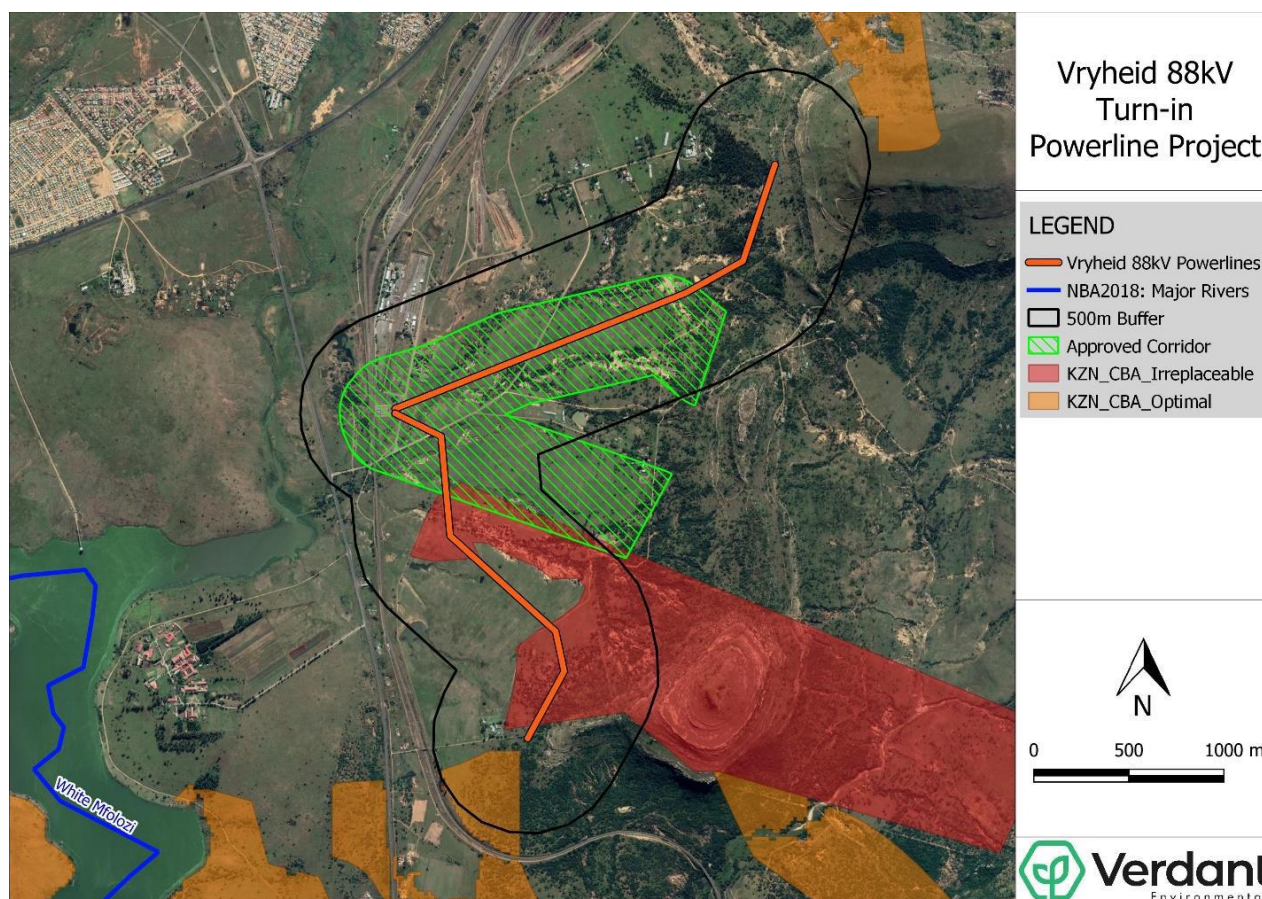 Vryheid 88kV
Turn-in
Powerline Project
LEGEND
Vryheid 88kV Powerlines
NBA2018: Major Rivers
500m Buffer
Approved Corridor
KZN_CBA_Irreplaceable
KZN_CBA_Optimal
White Mfolozi
N
0 500 1000 m
Verdant
Environmental